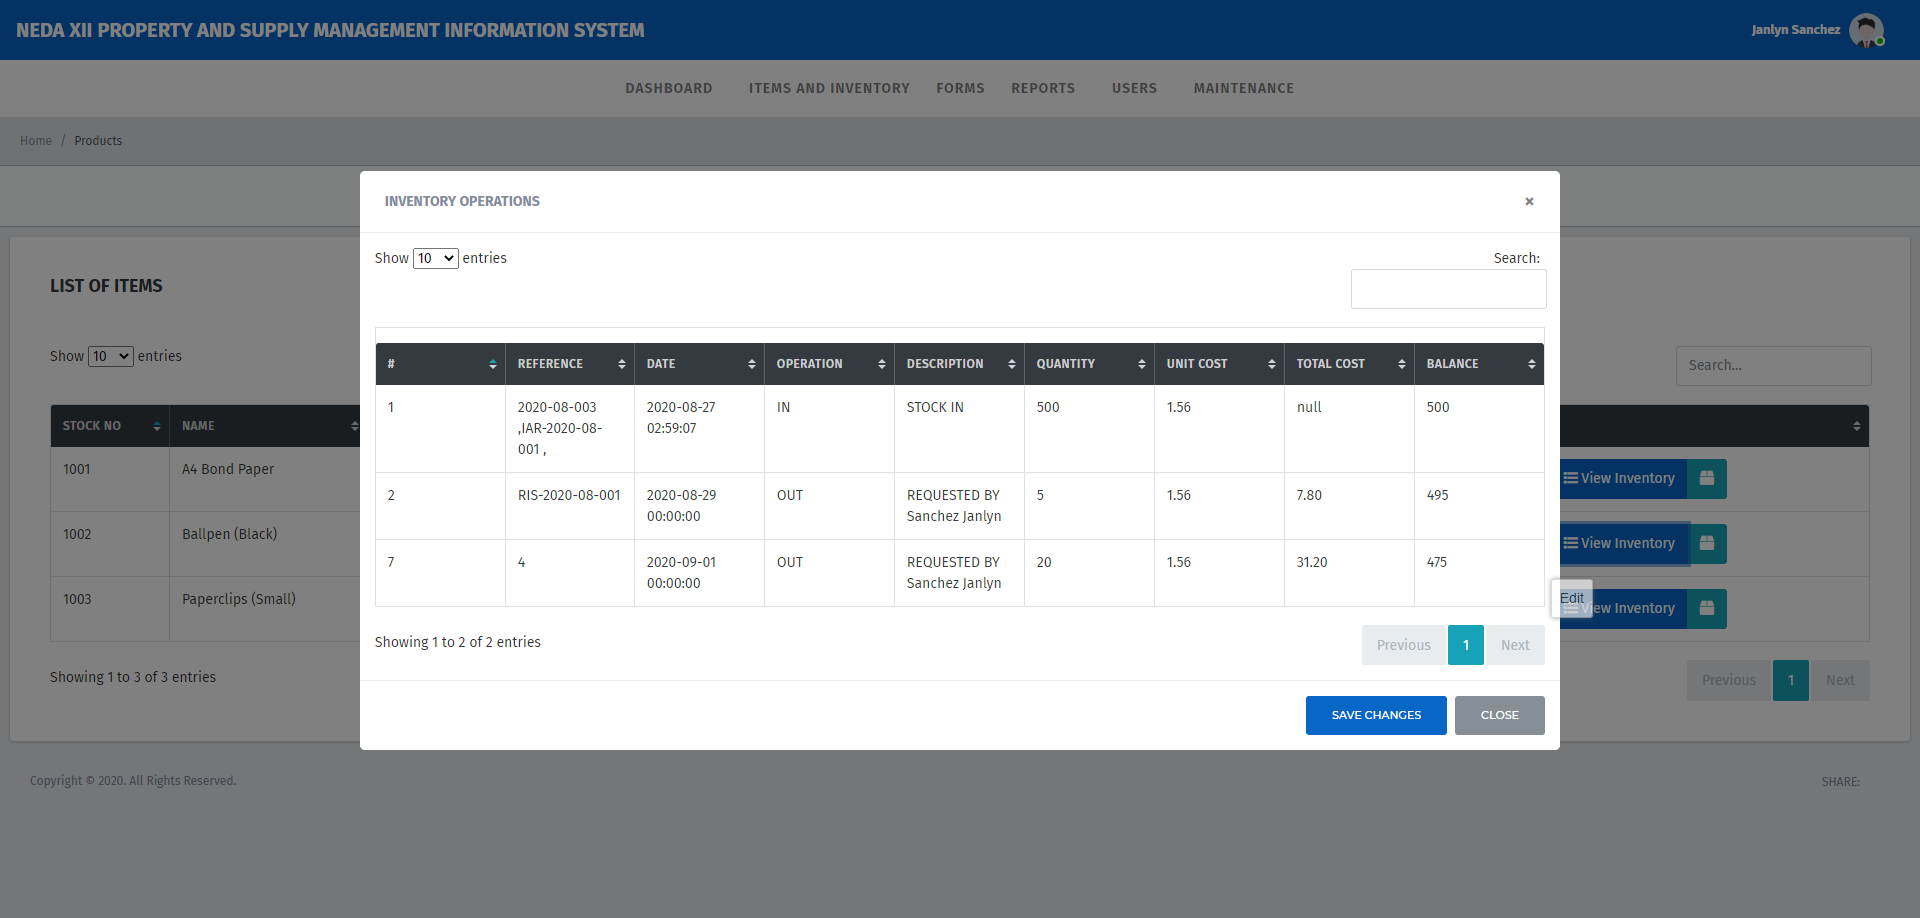 NEDA XII PROPERTY AND SUPPLY MANAGEMENT INFORMATION SYSTEM
Janlyn Sanchez
DASHBOARD ITEMS AND INVENTORY FORMS REPORTS USERS MAINTENANCE
Home / Products
INVENTORY OPERATIONS ×
Show 10 entries
Search:
# REFERENCE DATE OPERATION DESCRIPTION QUANTITY UNIT COST TOTAL COST BALANCE
1 2020-08-003 2020-08-27 IN STOCK IN 500 1.56 null 500
,IAR-2020-08- 02:59:07
001 ,
2 RIS-2020-08-001 2020-08-29 OUT REQUESTED BY 5 1.56 7.80 495
00:00:00 Sanchez Janlyn
7 4 2020-09-01 OUT REQUESTED BY 20 1.56 31.20 475
00:00:00 Sanchez Janlyn
Showing 1 to 2 of 2 entries
Previous 1 Next
SAVE CHANGES CLOSE
LIST OF ITEMS
Show 10 entries
Search...
STOCK NO NAME
1001 A4 Bond Paper View Inventory
1002 Ballpen (Black) View Inventory
1003 Paperclips (Small) View Inventory
Edit
Showing 1 to 3 of 3 entries
Previous 1 Next
Copyright © 2020. All Rights Reserved.
SHARE: